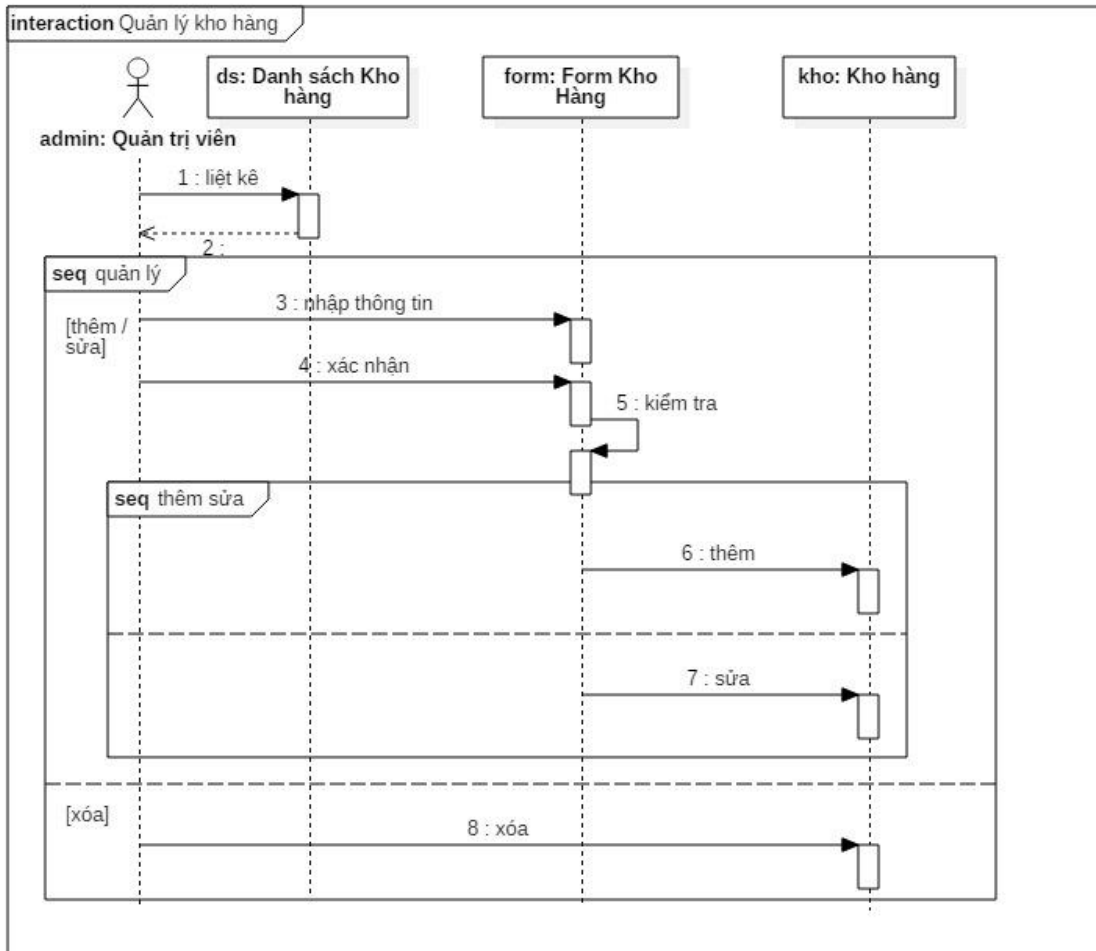 interaction Quản lý kho hàng
ds: Danh sách Kho
hàng
form: Form Kho
Hàng
kho: Kho hàng
admin: Quản trị viên
1 : liệt kê
2 :
seq quản lý
3 : nhập thông tin
[thêm /
sửa]
4 : xác nhận
5 : kiểm tra
seq thêm sửa
6 : thêm
7 : sửa
[xóa]
8 : xóa